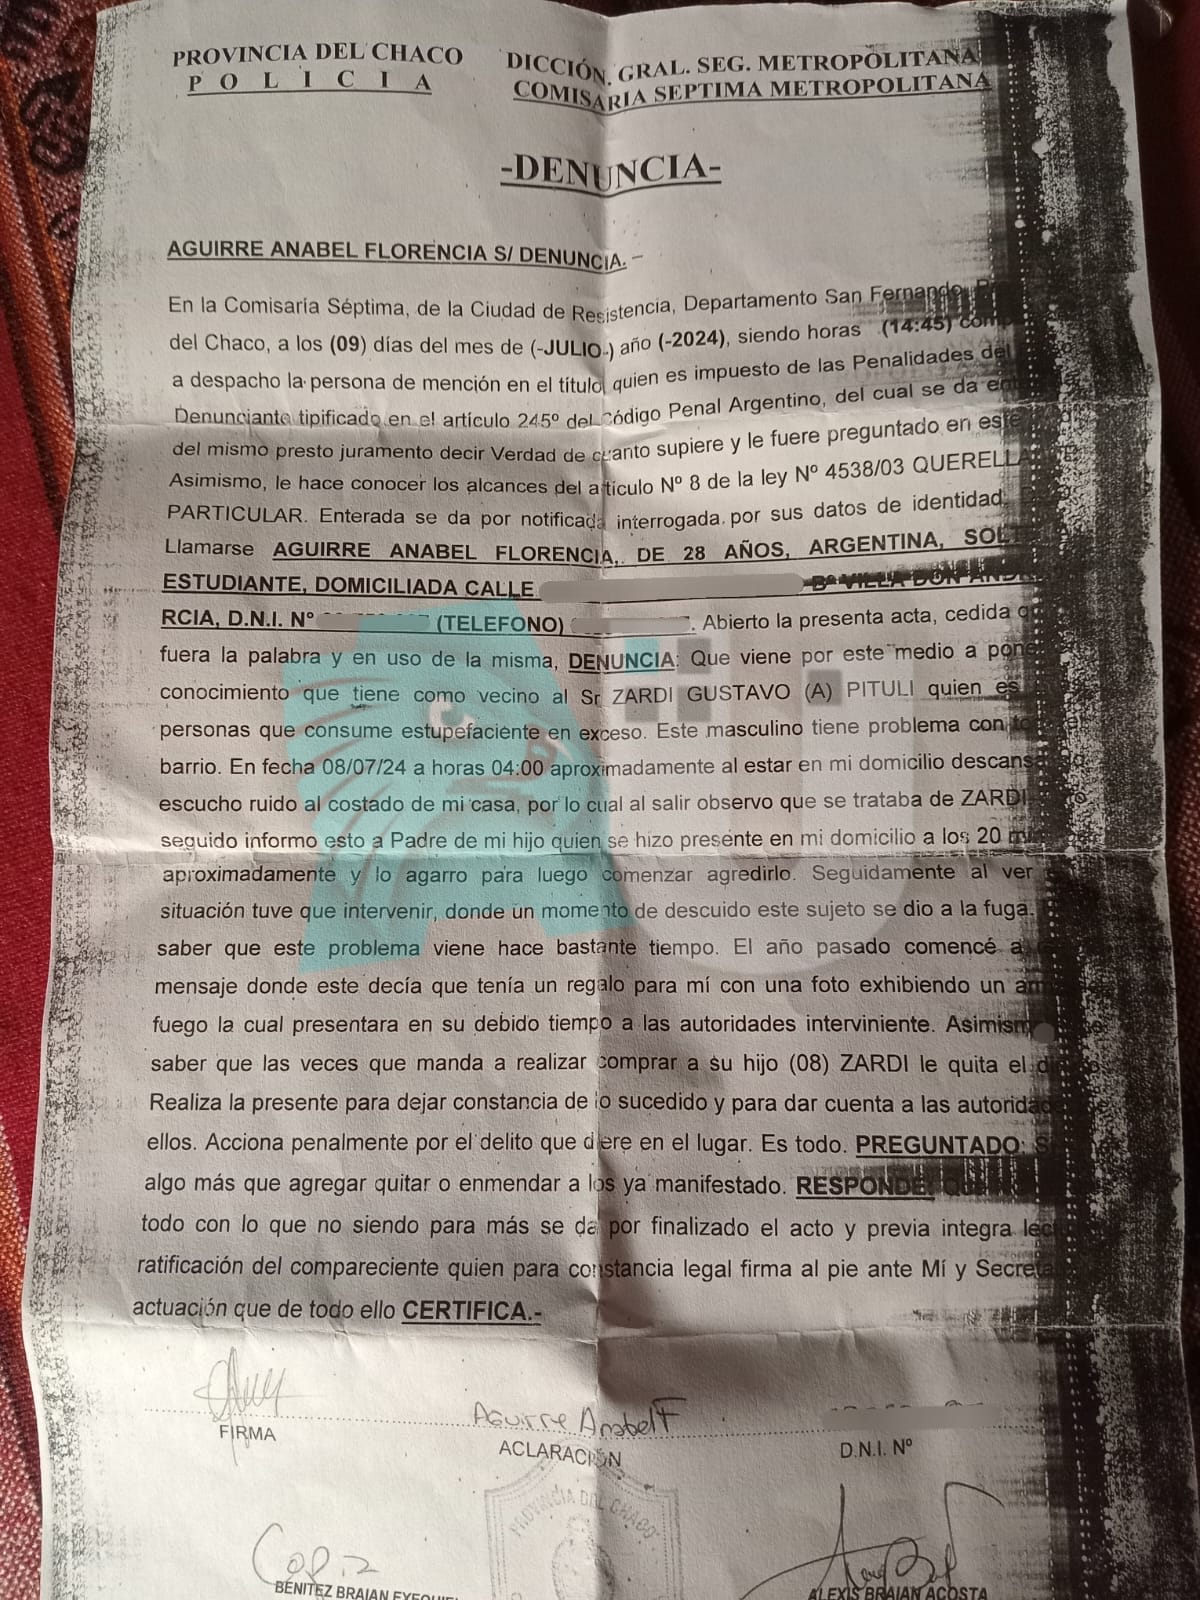 PROVINCIA DEL CHACO
P O L I C I A
DICCIÓN. GRAL. SEG. METROPOLITANA
COMISARIA SEPTIMA METROPOLITANA
-DENUNCIA-
AGUIRRE ANABEL FLORENCIA S/ DENUNCIA.-
En la Comisaría Séptima, de la Ciudad de Resistencia, Departamento San Fernando,
del Chaco, a los (09) días del mes de (-JULIO-) año (-2024), siendo horas (14:45)
a despacho la persona de mención en el título quien es impuesto de las Penalidades del
Denunciante tipificado en el artículo 245º del Código Penal Argentino, del cual se da
del mismo presto juramento decir Verdad de cuanto supiere y le fuere preguntado en este
Asimismo, le hace conocer los alcances del articulo Nº 8 de la ley Nº 4538/03 QUERELLA
PARTICULAR. Enterada se da por notificada interrogada por sus datos de identidad
Llamarse AGUIRRE ANABEL FLORENCIA, DE 28 AÑOS, ARGENTINA,
ESTUDIANTE, DOMICILIADA CALLE Bº VILLA DON
RCIA, D.N.I. Nº (TELEFONO) . Abierto la presenta acta, cedida
fuera la palabra y en uso de la misma, DENUNCIA: Que viene por este medio a
conocimiento que tiene como vecino al Sr ZARDI GUSTAVO (A) PITULI quien es
personas que consume estupefaciente en exceso. Este masculino tiene problema con
barrio. En fecha 08/07/24 a horas 04:00 aproximadamente al estar en mi domicilio
escucho ruido al costado de mi casa, por lo cual al salir observo que se trataba de ZARDI
seguido informo esto a Padre de mi hijo quien se hizo presente en mi domicilio a los 20
aproximadamente y lo agarro para luego comenzar agredirlo. Seguidamente al ver
situación tuve que intervenir, donde un momento de descuido este sujeto se dio a la fuga.
saber que este problema viene hace bastante tiempo. El año pasado comencé a
mensaje donde este decía que tenía un regalo para mí con una foto exhibiendo un
fuego la cual presentara en su debido tiempo a las autoridades interviniente.
saber que las veces que manda a realizar comprar a su hijo (08) ZARDI le quita el
Realiza la presente para dejar constancia de lo sucedido y para dar cuenta a las
ellos. Acciona penalmente por el delito que diere en el lugar. Es todo. PREGUNTADO:
algo más que agregar quitar o enmendar a los ya manifestado. RESPONDE:
todo con lo que no siendo para más se da por finalizado el acto y previa integra
ratificación del compareciente quien para constancia legal firma al pie ante Mí y
actuación que de todo ello CERTIFICA.-
Aguirre Anabel F
FIRMA
ACLARACIÓN
D.N.I. Nº
PROVINCIA DEL CHACO
BENITEZ BRAIAN
ALEXIS BRAIAN ACOSTA